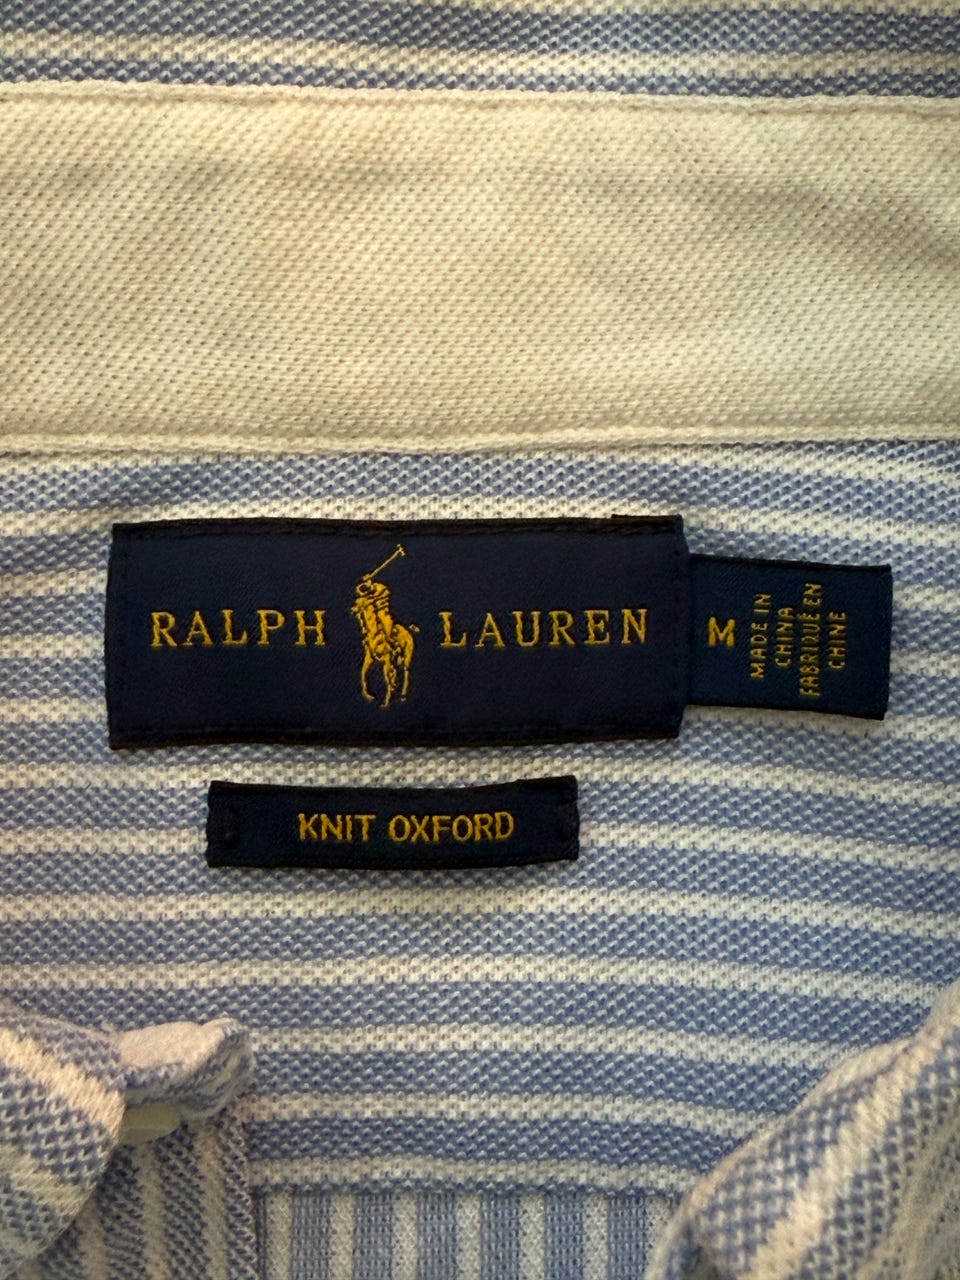 RALPH LAUREN
M
MADE IN
CHINA
FABRIQUÉ EN
CHINE
KNIT OXFORD